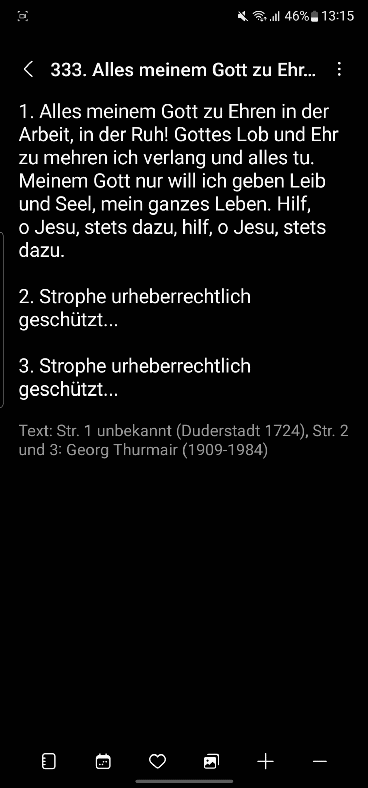 46% 13:15
333. Alles meinem Gott zu Ehr...
1. Alles meinem Gott zu Ehren in der
Arbeit, in der Ruh! Gottes Lob und Ehr
zu mehren ich verlang und alles tu.
Meinem Gott nur will ich geben Leib
und Seel, mein ganzes Leben. Hilf,
o Jesu, stets dazu, hilf, o Jesu, stets
dazu.
2. Strophe urheberrechtlich
geschützt...
3. Strophe urheberrechtlich
geschützt...
Text: Str. 1 unbekannt (Duderstadt 1724), Str. 2
und 3: Georg Thurmair (1909-1984)